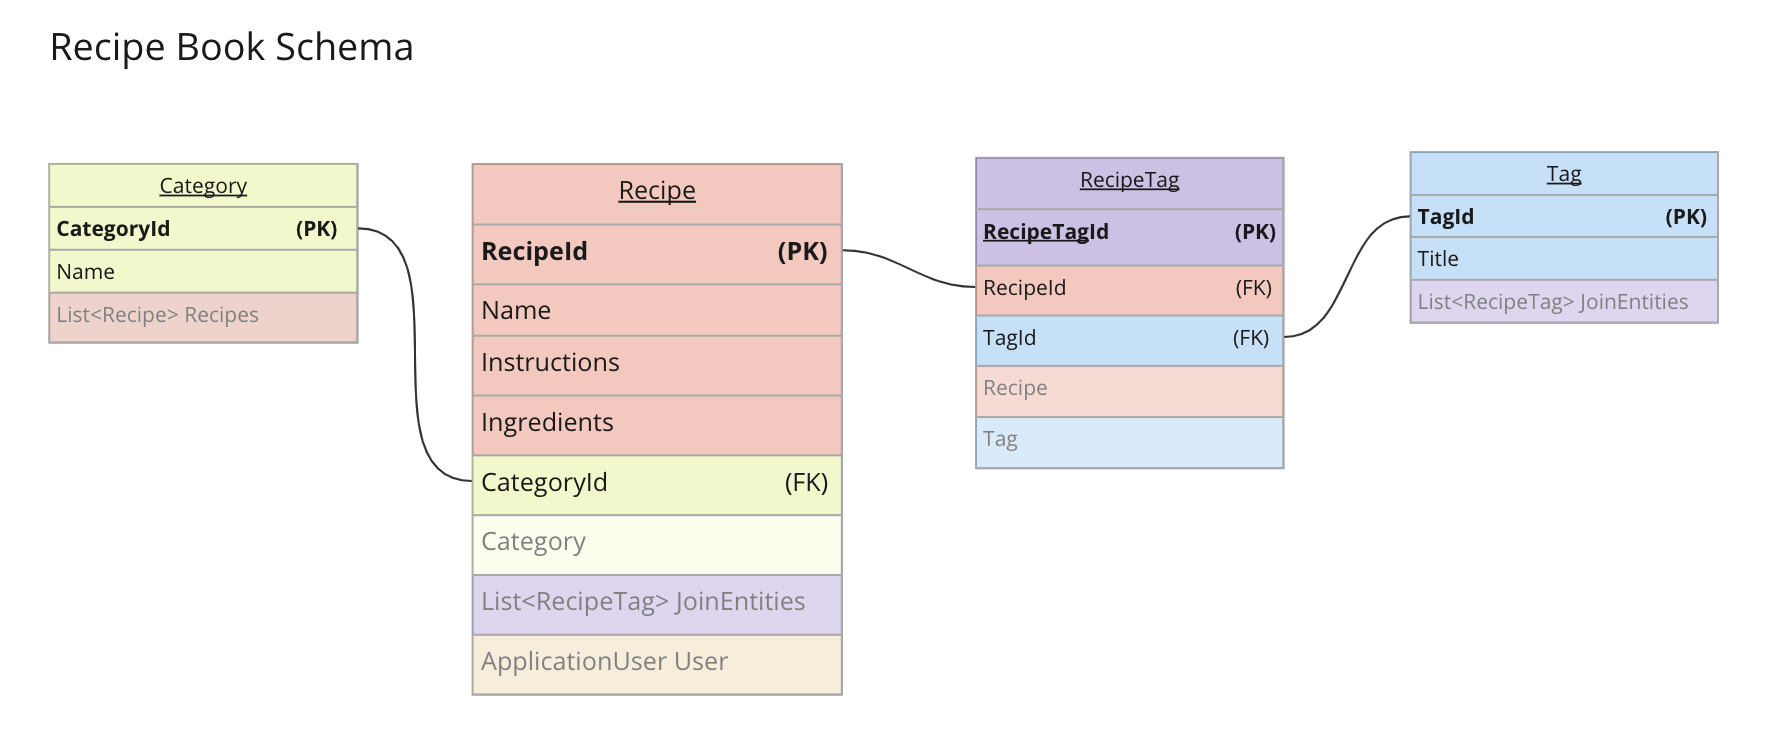 Recipe Book Schema
Category
CategoryId (PK)
Name
List<Recipe> Recipes
Recipe
RecipeId (PK)
Name
Instructions
Ingredients
CategoryId (FK)
Category
List<RecipeTag> JoinEntities
ApplicationUser User
RecipeTag
RecipeTagId (PK)
RecipeId (FK)
TagId (FK)
Recipe
Tag
Tag
TagId (PK)
Title
List<RecipeTag> JoinEntities